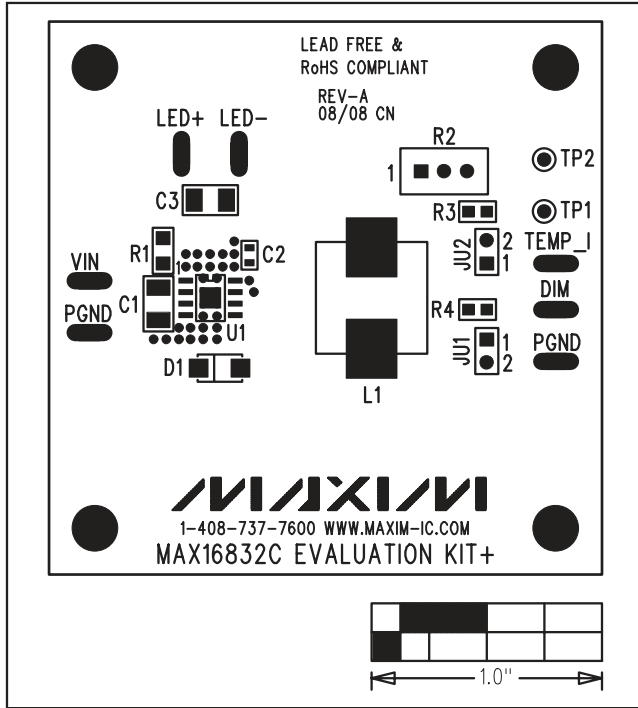 LEAD FREE &
RoHS COMPLIANT
REV-A
08/08 CN
LED+ LED-
R2
1
TP2
C3
R3
TP1
TEMP_I
R1
1
C2
JU2
2
1
VIN
DIM
C1
R4
PGND
U1
JU1
1
2
PGND
D1
L1
MAXIM
1-408-737-7600 WWW.MAXIM-IC.COM
MAX16832C EVALUATION KIT+
1.0"